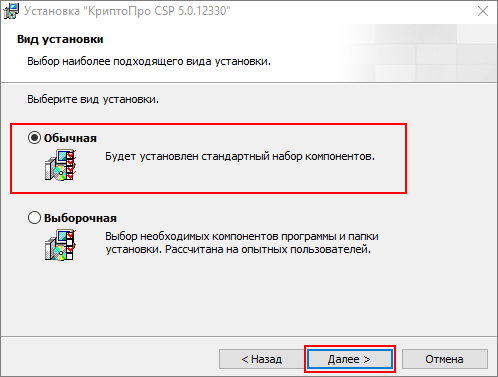 Установка "КриптоПро CSP 5.0.12330"
Вид установки
Выбор наиболее подходящего вида установки.
Выберите вид установки.
Обычная
Будет установлен стандартный набор компонентов.
Выборочная
Выбор необходимых компонентов программы и папки
установки. Рассчитана на опытных пользователей.
< Назад
Далее >
Отмена